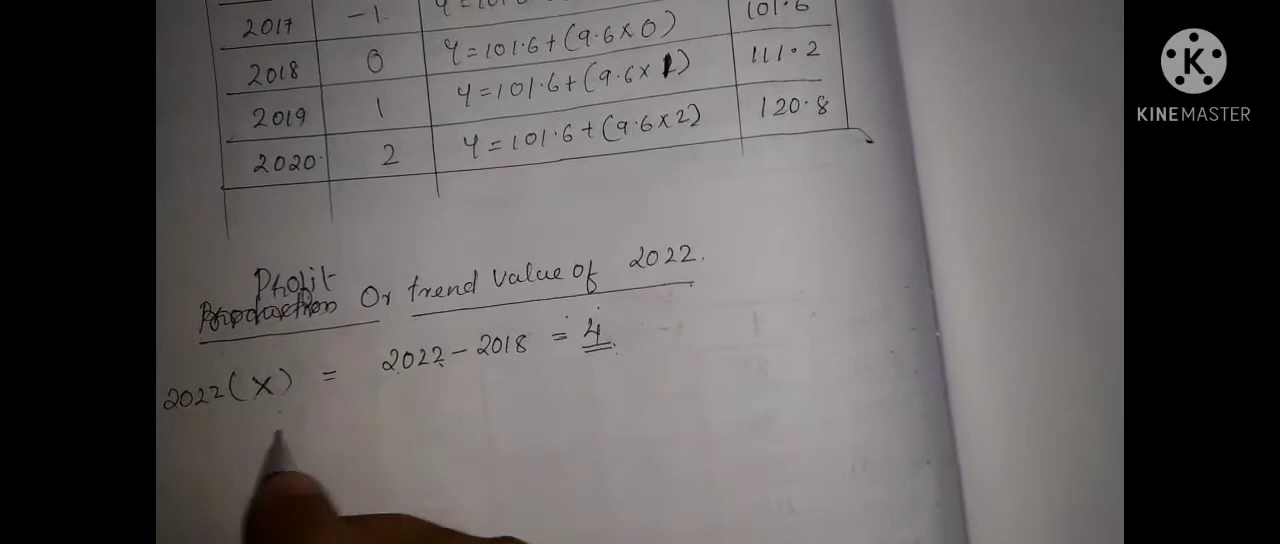 2017 -1
2018 0 Y=101.6+(9.6×0) 101.6
2019 1 Y=101.6+(9.6×1) 111.2
2020 2 Y=101.6+(9.6×2) 120.8
Profit
Production Or trend value of 2022.
2022(X) = 2022-2018 = 4
K
KINEMASTER